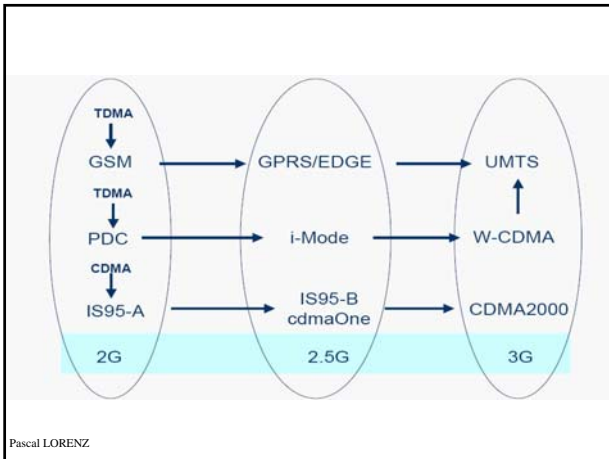 TDMA
GSM GPRS/EDGE UMTS
TDMA
PDC i-Mode W-CDMA
CDMA
IS95-A IS95-B CDMA2000
cdmaOne
2G 2.5G 3G
Pascal LORENZ